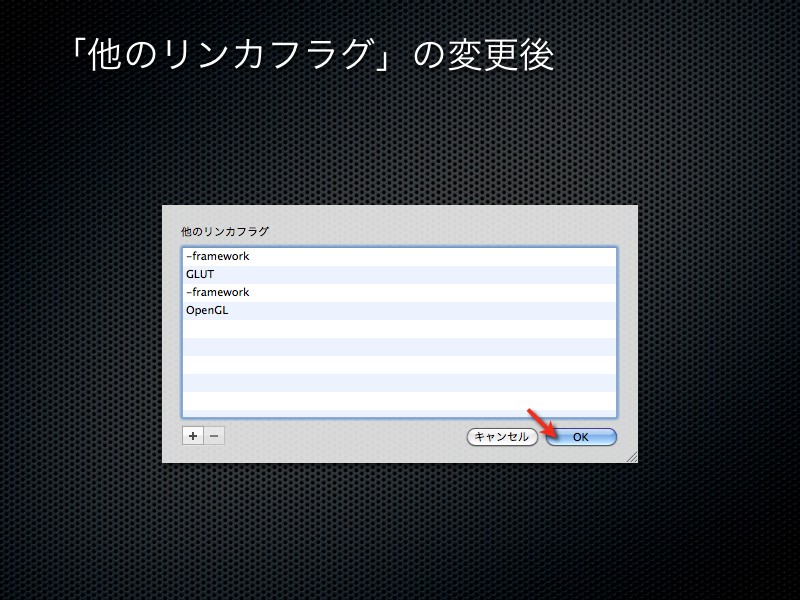 「他のリンカフラグ」の変更後
他のリンカフラグ
-framework
GLUT
-framework
OpenGL
+ −
キャンセル OK